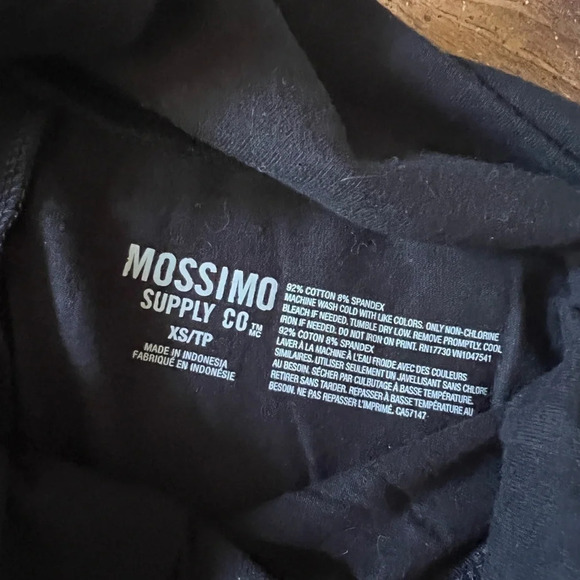 MOSSIMO
SUPPLY CO.™ MC
XS/TP
MADE IN INDONESIA
FABRIQUÉ EN INDONÉSIE
92% COTTON 8% SPANDEX
MACHINE WASH COLD WITH LIKE COLORS. ONLY NON-CHLORINE
BLEACH IF NEEDED. TUMBLE DRY LOW. REMOVE PROMPTLY. COOL
IRON IF NEEDED. DO NOT IRON ON PRINT. RN17730 VN1047541
92% COTON 8% SPANDEX
LAVER À LA MACHINE À L'EAU FROIDE AVEC DES COULEURS
SIMILAIRES. UTILISER SEULEMENT UN JAVELLISANT SANS CHLORE
AU BESOIN. SÉCHER PAR CULBUTAGE À BASSE TEMPÉRATURE.
RETIRER SANS TARDER. REPASSER À BASSE TEMPÉRATURE AU
BESOIN. NE PAS REPASSER L'IMPRIMÉ. CA57147